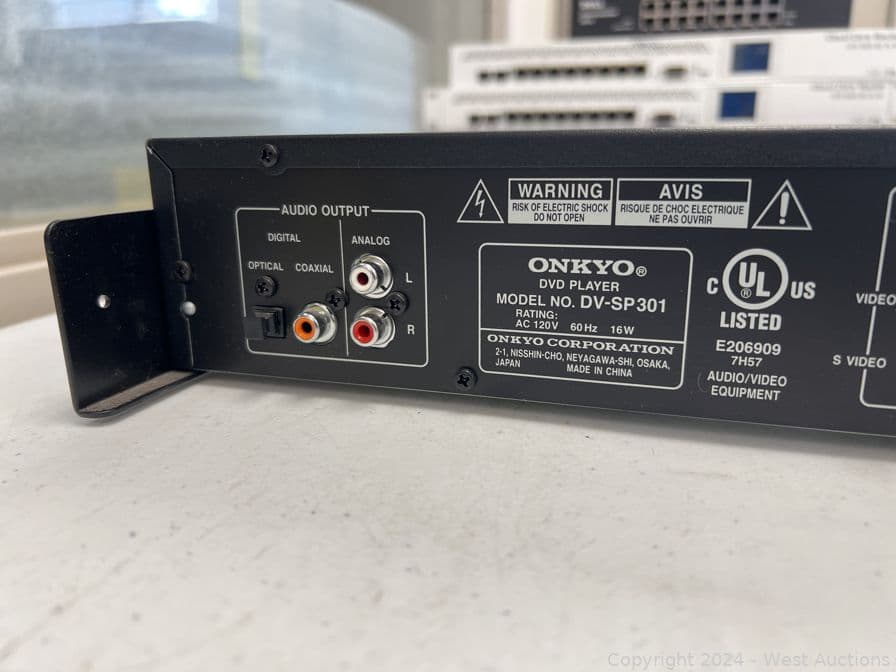 AUDIO OUTPUT
DIGITAL
ANALOG
OPTICAL
COAXIAL
L
R
WARNING
RISK OF ELECTRIC SHOCK
DO NOT OPEN
AVIS
RISQUE DE CHOC ELECTRIQUE
NE PAS OUVRIR
ONKYO®
DVD PLAYER
MODEL NO. DV-SP301
RATING:
AC 120V 60Hz 16W
ONKYO CORPORATION
2-1, NISSHIN-CHO, NEYAGAWA-SHI, OSAKA,
JAPAN MADE IN CHINA
C UL® US
LISTED
E206909
7H57
AUDIO/VIDEO
EQUIPMENT
VIDEO
S VIDEO
Copyright 2024 - West Auctions